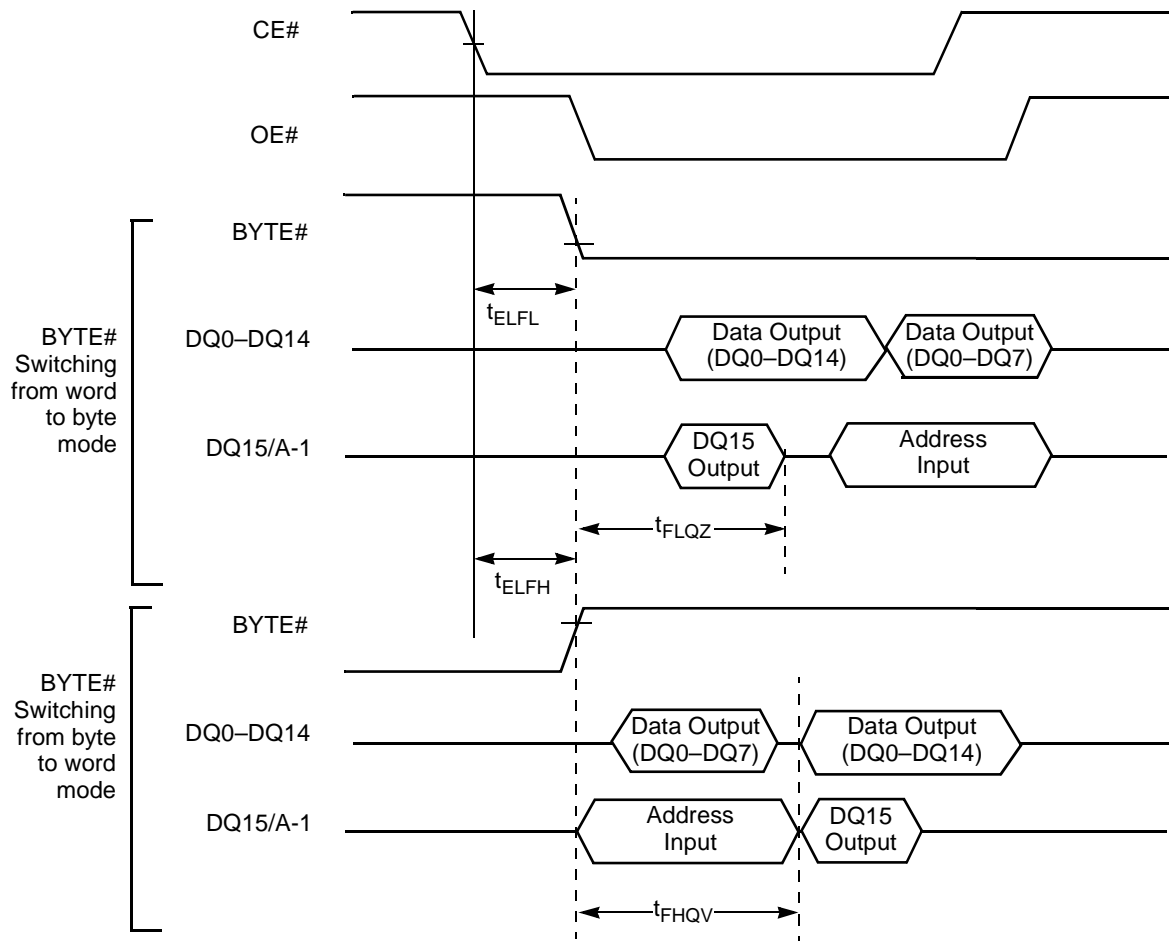 CE#
OE#
BYTE#
tELFL
BYTE#
Switching
from word
to byte
mode
DQ0–DQ14
Data Output
(DQ0–DQ14)
Data Output
(DQ0–DQ7)
DQ15/A-1
DQ15
Output
Address
Input
tFLQZ
tELFH
BYTE#
BYTE#
Switching
from byte
to word
mode
DQ0–DQ14
Data Output
(DQ0–DQ7)
Data Output
(DQ0–DQ14)
DQ15/A-1
Address
Input
DQ15
Output
tFHQV